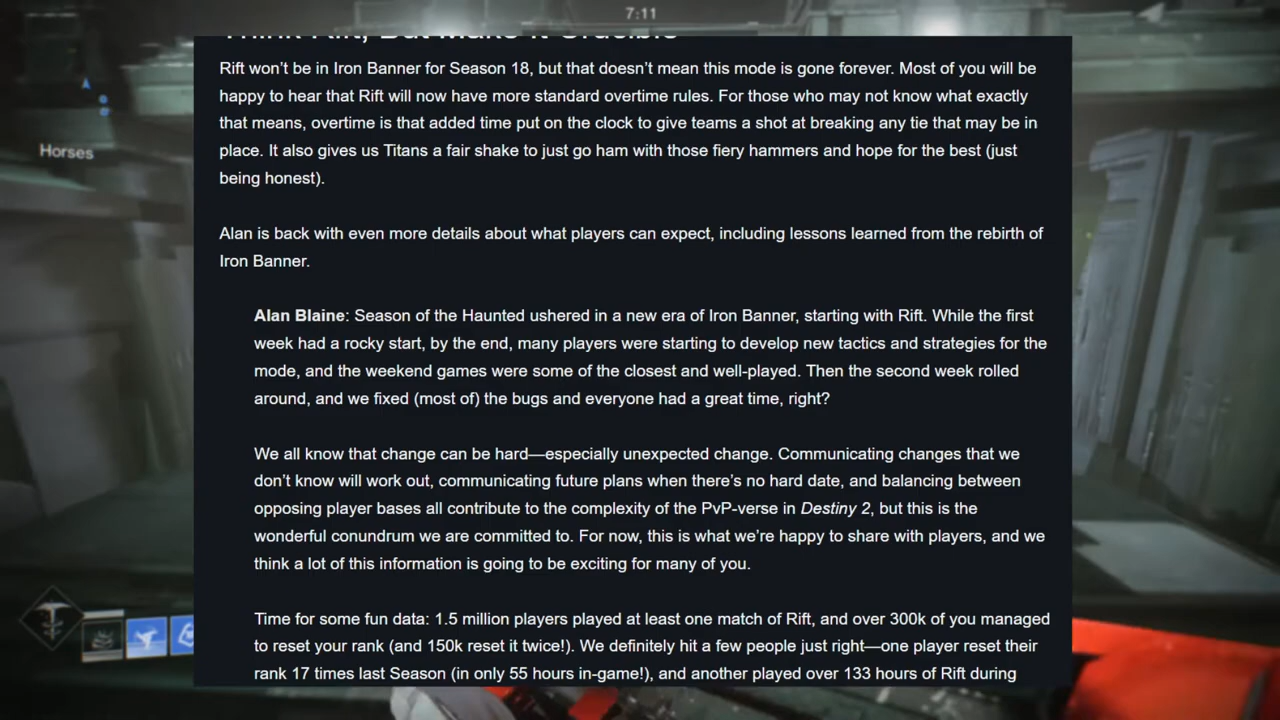 7:11
Think Rift, But Make it Crucible
Rift won't be in Iron Banner for Season 18, but that doesn't mean this mode is gone forever. Most of you will be
happy to hear that Rift will now have more standard overtime rules. For those who may not know what exactly
that means, overtime is that added time put on the clock to give teams a shot at breaking any tie that may be in
place. It also gives us Titans a fair shake to just go ham with those fiery hammers and hope for the best (just
being honest).
Horses
Alan is back with even more details about what players can expect, including lessons learned from the rebirth of
Iron Banner.
Alan Blaine: Season of the Haunted ushered in a new era of Iron Banner, starting with Rift. While the first
week had a rocky start, by the end, many players were starting to develop new tactics and strategies for the
mode, and the weekend games were some of the closest and well-played. Then the second week rolled
around, and we fixed (most of) the bugs and everyone had a great time, right?
We all know that change can be hard—especially unexpected change. Communicating changes that we
don't know will work out, communicating future plans when there's no hard date, and balancing between
opposing player bases all contribute to the complexity of the PvP-verse in Destiny 2, but this is the
wonderful conundrum we are committed to. For now, this is what we're happy to share with players, and we
think a lot of this information is going to be exciting for many of you.
Time for some fun data: 1.5 million players played at least one match of Rift, and over 300k of you managed
to reset your rank (and 150k reset it twice!). We definitely hit a few people just right—one player reset their
rank 17 times last Season (in only 55 hours in-game!), and another played over 133 hours of Rift during